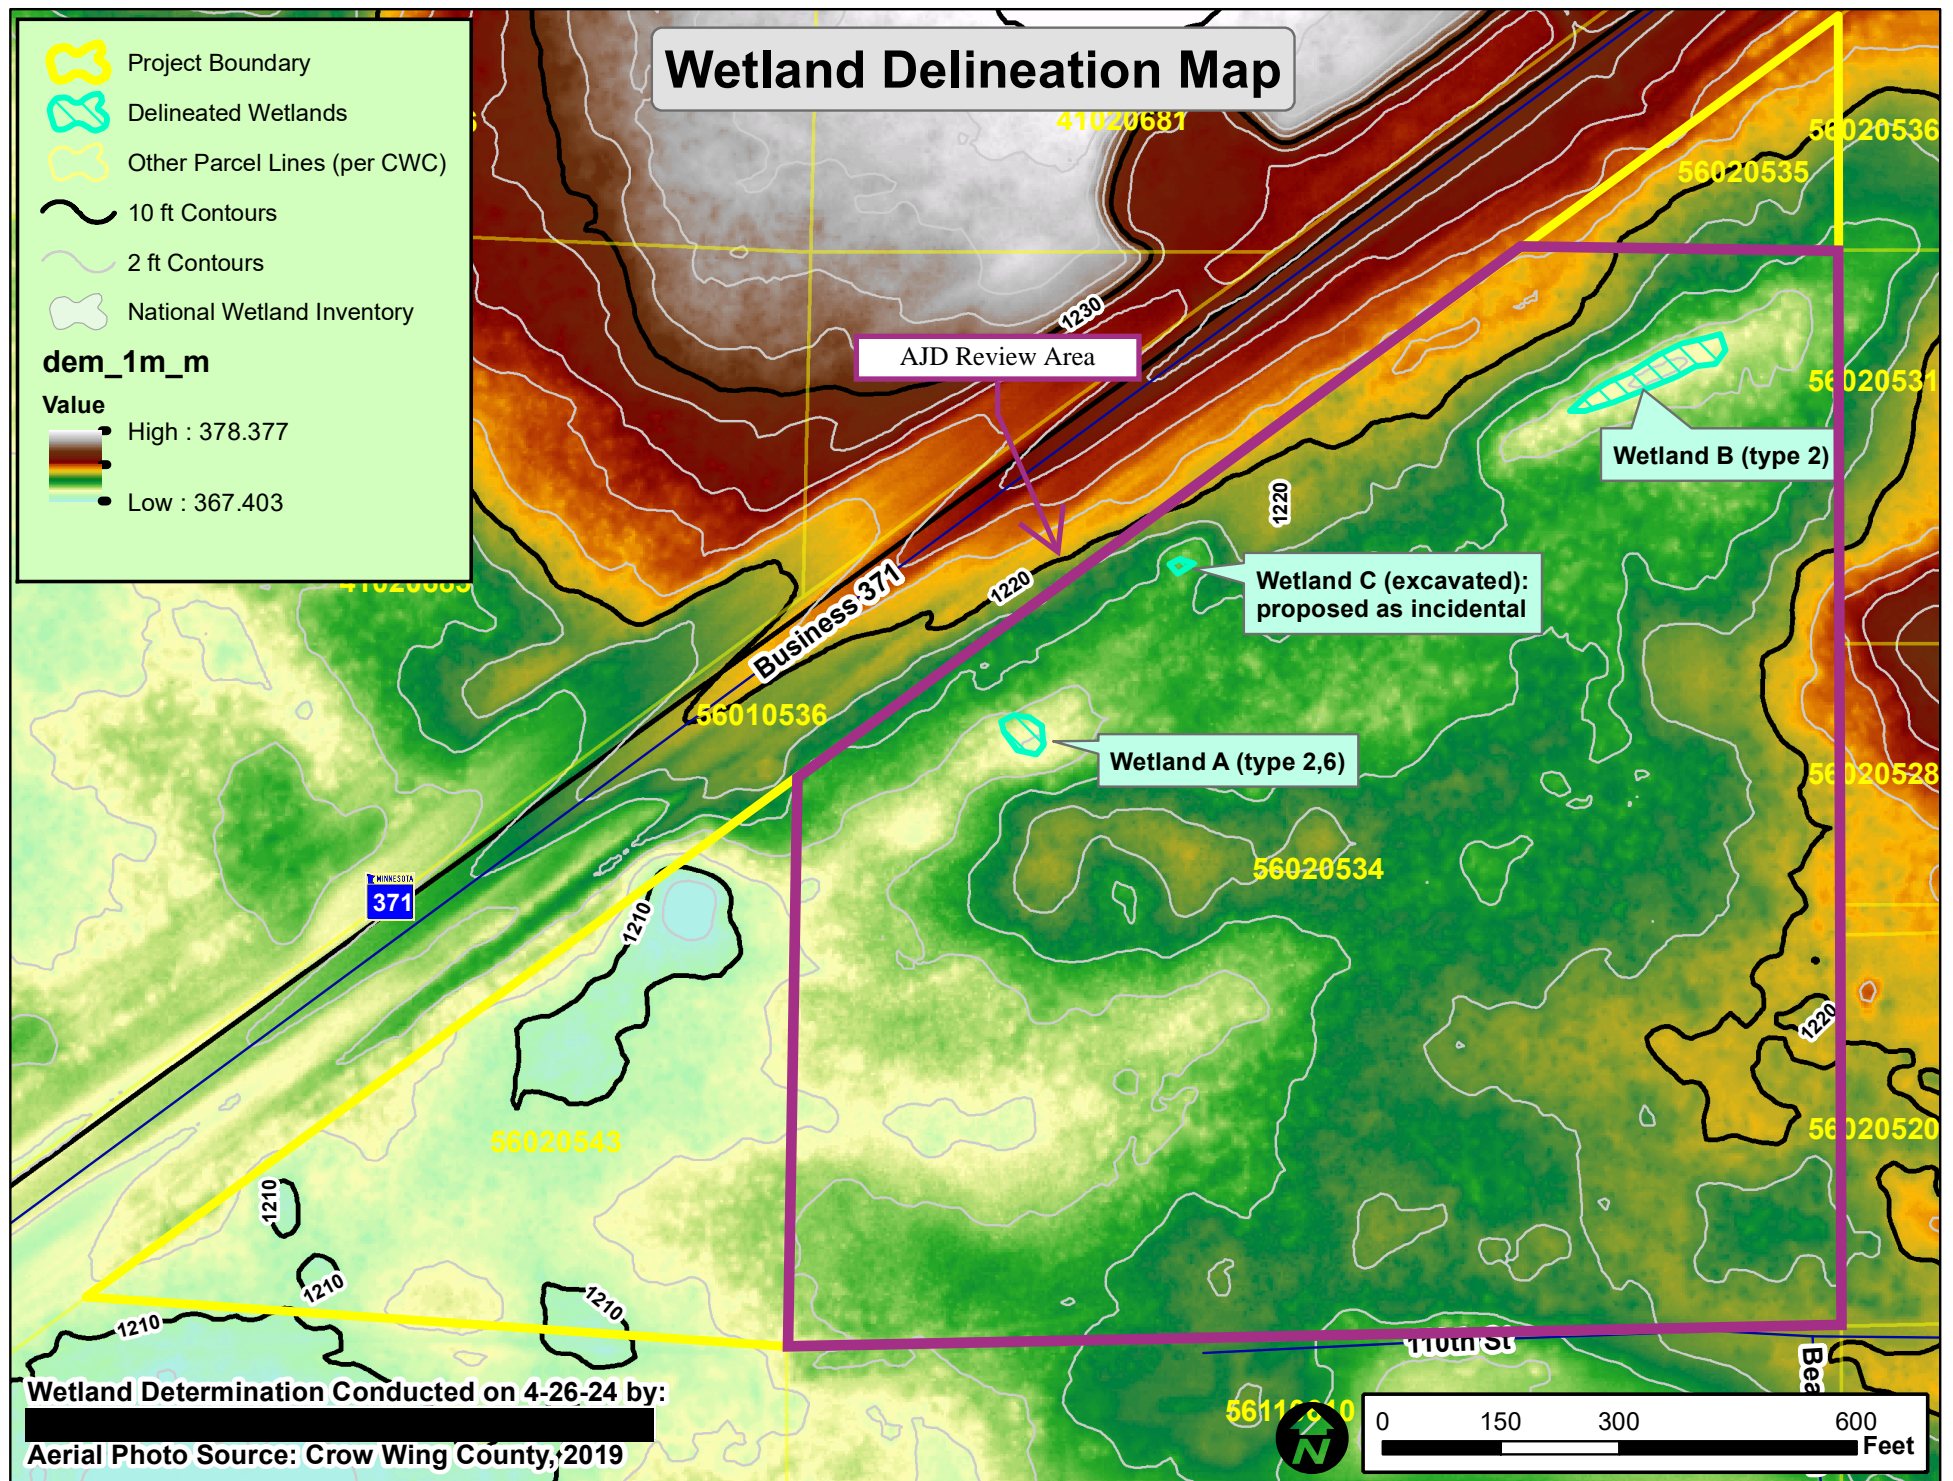 Wetland Delineation Map
Project Boundary
Delineated Wetlands
Other Parcel Lines (per CWC)
10 ft Contours
2 ft Contours
National Wetland Inventory
dem_1m_m
Value
High : 378.377
Low : 367.403
41020681
56020536
56020535
1230
AJD Review Area
56020531
Wetland B (type 2)
1220
Wetland C (excavated):
proposed as incidental
1220
Business 371
56010536
Wetland A (type 2,6)
56020528
56020534
MINNESOTA
371
1210
1220
56020543
56020520
1210
1210
1210
1210
110th St
Bea
Wetland Determination Conducted on 4-26-24 by:
Aerial Photo Source: Crow Wing County, 2019
N
0 150 300 600
Feet